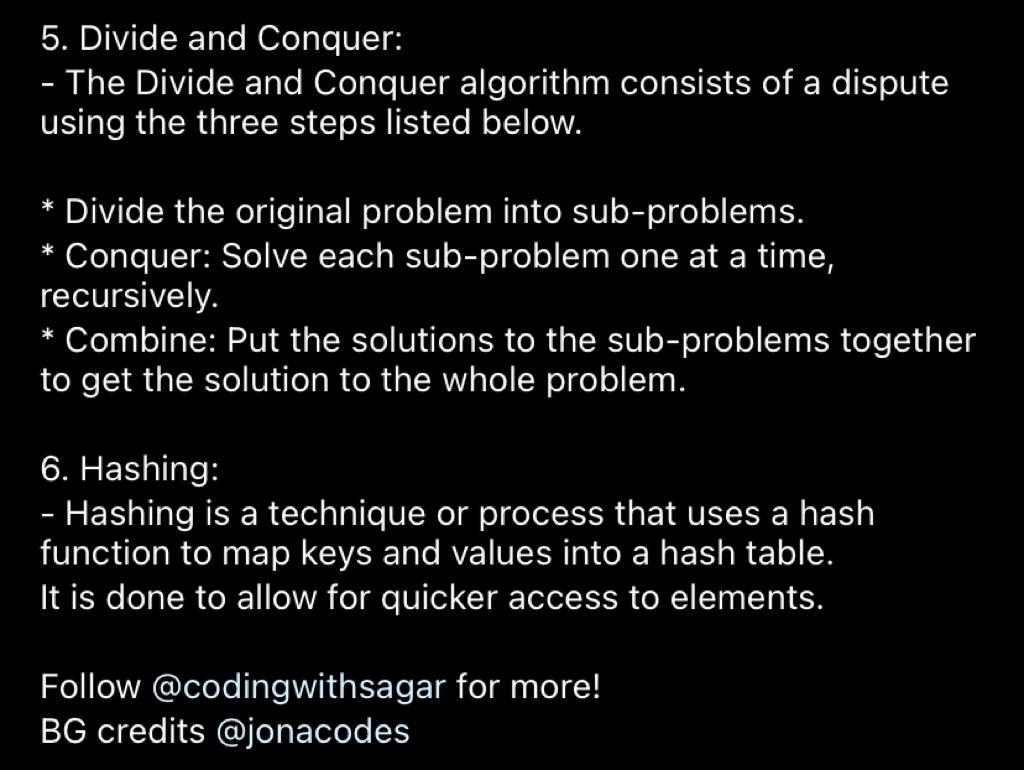 5. Divide and Conquer:
- The Divide and Conquer algorithm consists of a dispute
using the three steps listed below.
* Divide the original problem into sub-problems.
* Conquer: Solve each sub-problem one at a time,
recursively.
* Combine: Put the solutions to the sub-problems together
to get the solution to the whole problem.
6. Hashing:
- Hashing is a technique or process that uses a hash
function to map keys and values into a hash table.
It is done to allow for quicker access to elements.
Follow @codingwithsagar for more!
BG credits @jonacodes